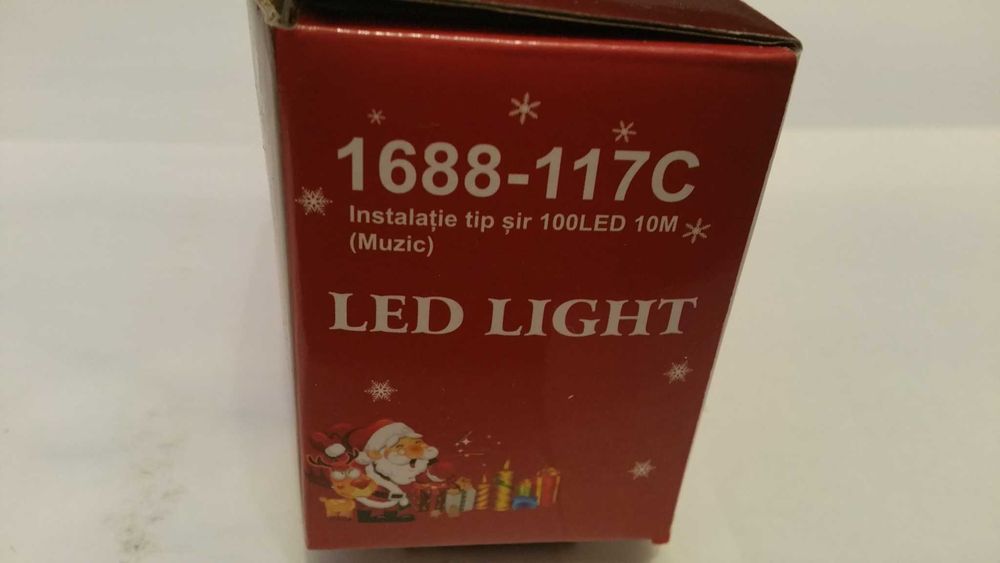 1688-117C
Instalație tip șir 100LED 10M
(Muzic)
LED LIGHT